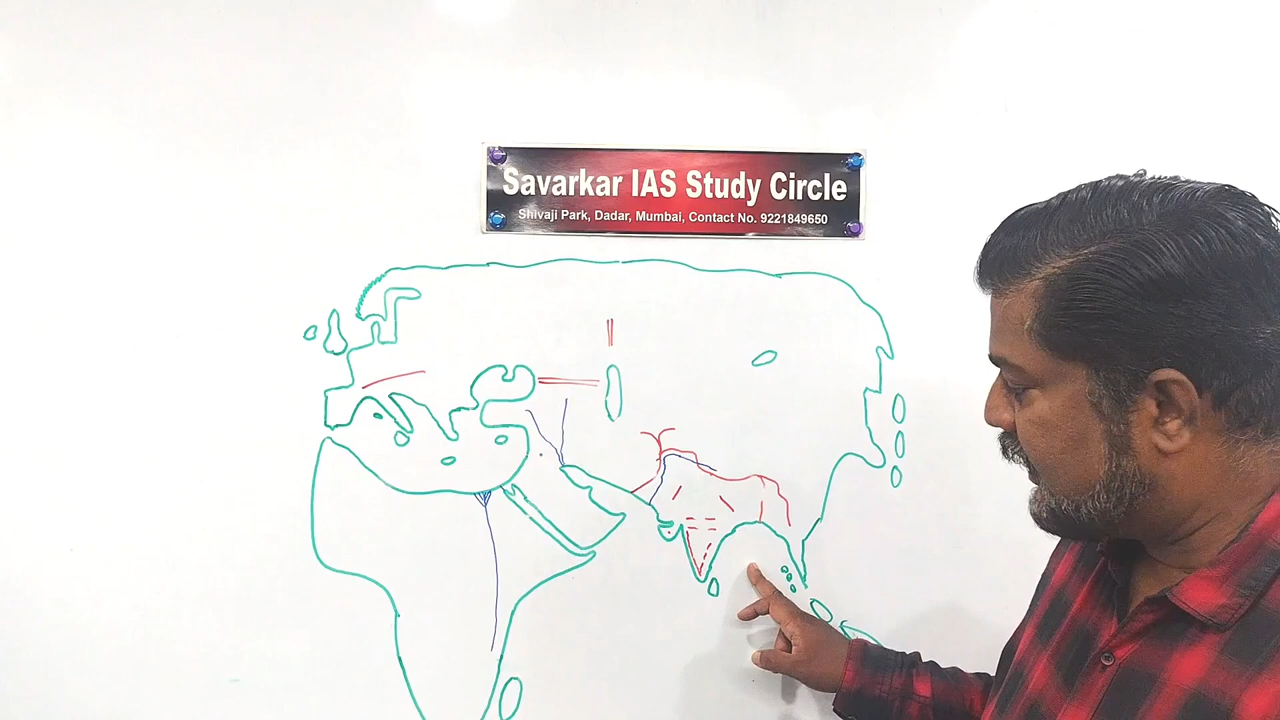 Savarkar IAS Study Circle
Shivaji Park, Dadar, Mumbai, Contact No. 9221849650